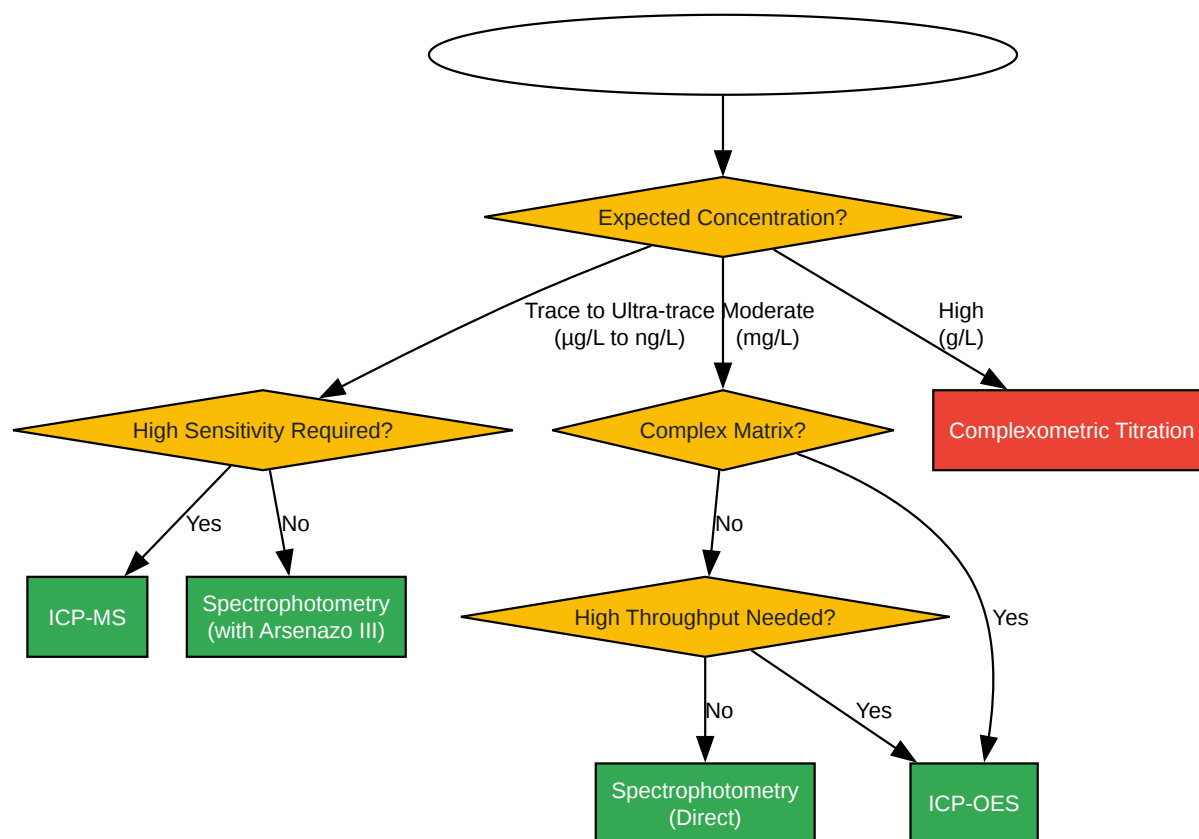 Expected Concentration?
Trace to Ultra-trace
(µg/L to ng/L)
Moderate
(mg/L)
High
(g/L)
High Sensitivity Required?
Complex Matrix?
Complexometric Titration
Yes
No
No
Yes
ICP-MS
Spectrophotometry
(with Arsenazo III)
High Throughput Needed?
No
Yes
Spectrophotometry
(Direct)
ICP-OES